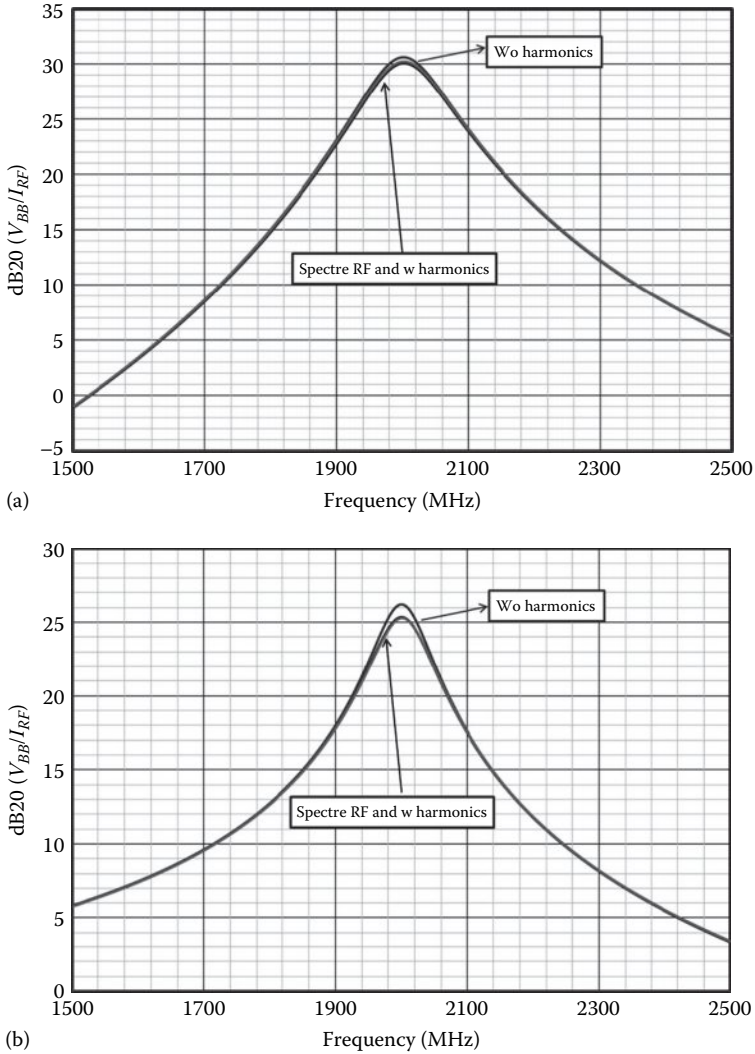 35
30
25
20
15
10
5
0
−5
dB20 (V_BB/I_RF)
Wo harmonics
Spectre RF and w harmonics
1500 1700 1900 2100 2300 2500
(a)
Frequency (MHz)
30
25
20
15
10
5
0
dB20 (V_BB/I_RF)
Wo harmonics
Spectre RF and w harmonics
1500 1700 1900 2100 2300 2500
(b)
Frequency (MHz)